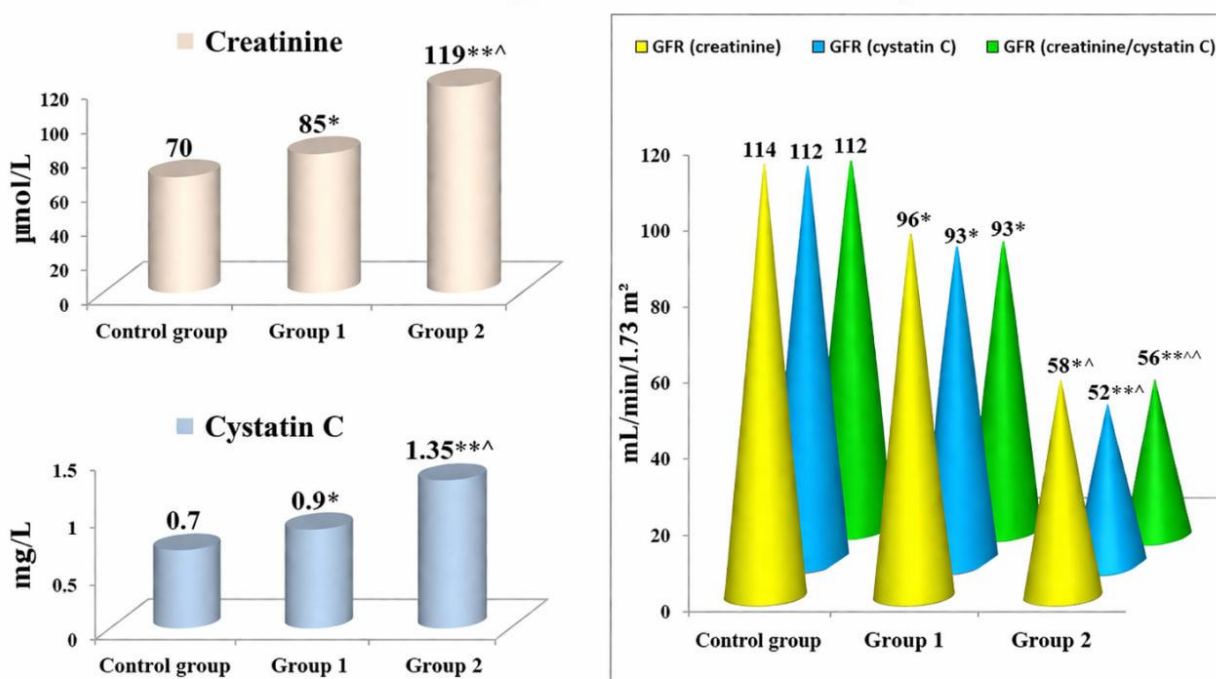 Creatinine
119**^
120
100
80
60
40
20
0
µmol/L
70
85*
Control group Group 1 Group 2
Cystatin C
1.35**^
1.5
1
0.5
0
mg/L
0.7
0.9*
Control group Group 1 Group 2
GFR (creatinine) GFR (cystatin C) GFR (creatinine/cystatin C)
120
100
80
60
40
20
0
mL/min/1.73 m²
114 112 112
96* 93* 93*
58*^ 52**^ 56**^^
Control group Group 1 Group 2